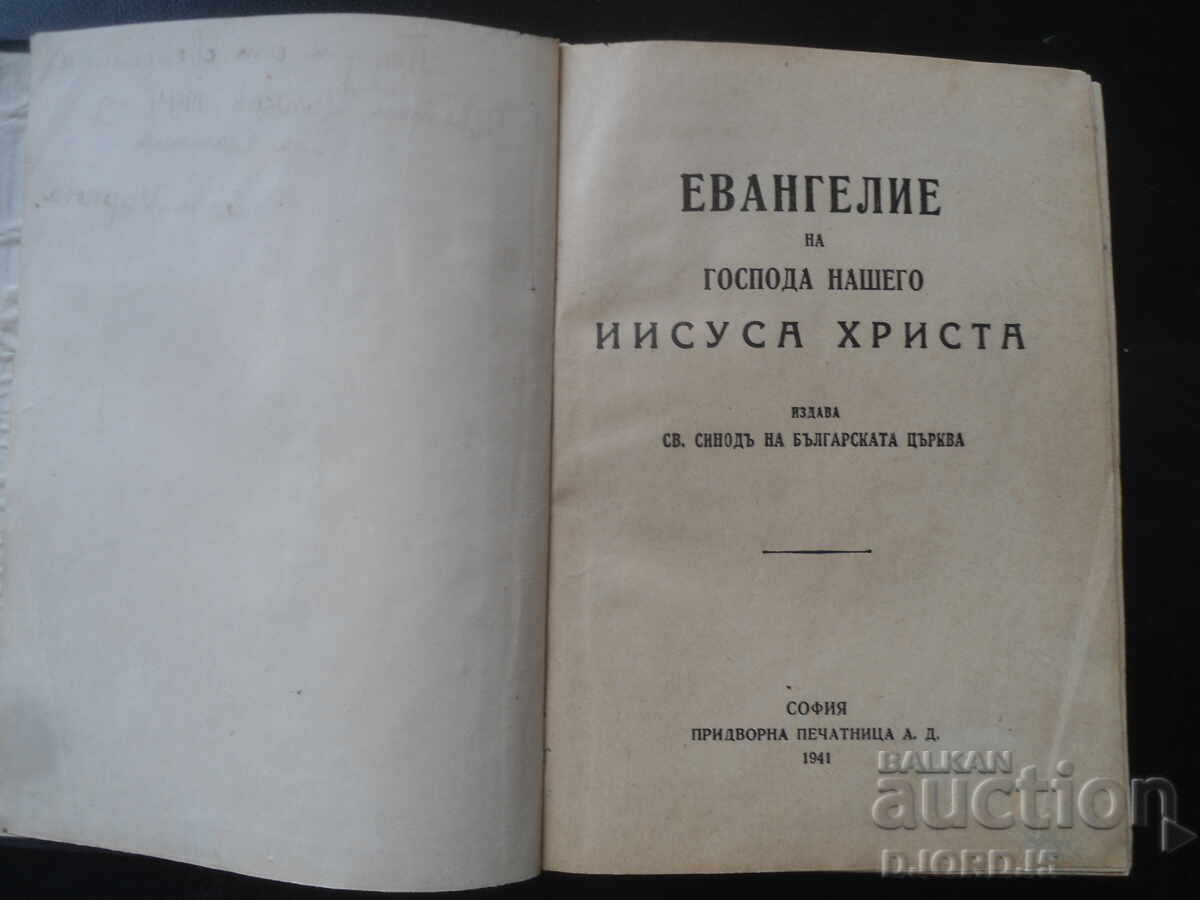 ЕВАНГЕЛИЕ
НА
ГОСПОДА НАШЕГО
ИИСУСА ХРИСТА
ИЗДАВА
СВ. СИНОДЪ НА БЪЛГАРСКАТА ЦЪРКВА
СОФИЯ
ПРИДВОРНА ПЕЧАТНИЦА А. Д.
1941
BALKAN
auction
DJORDJ5